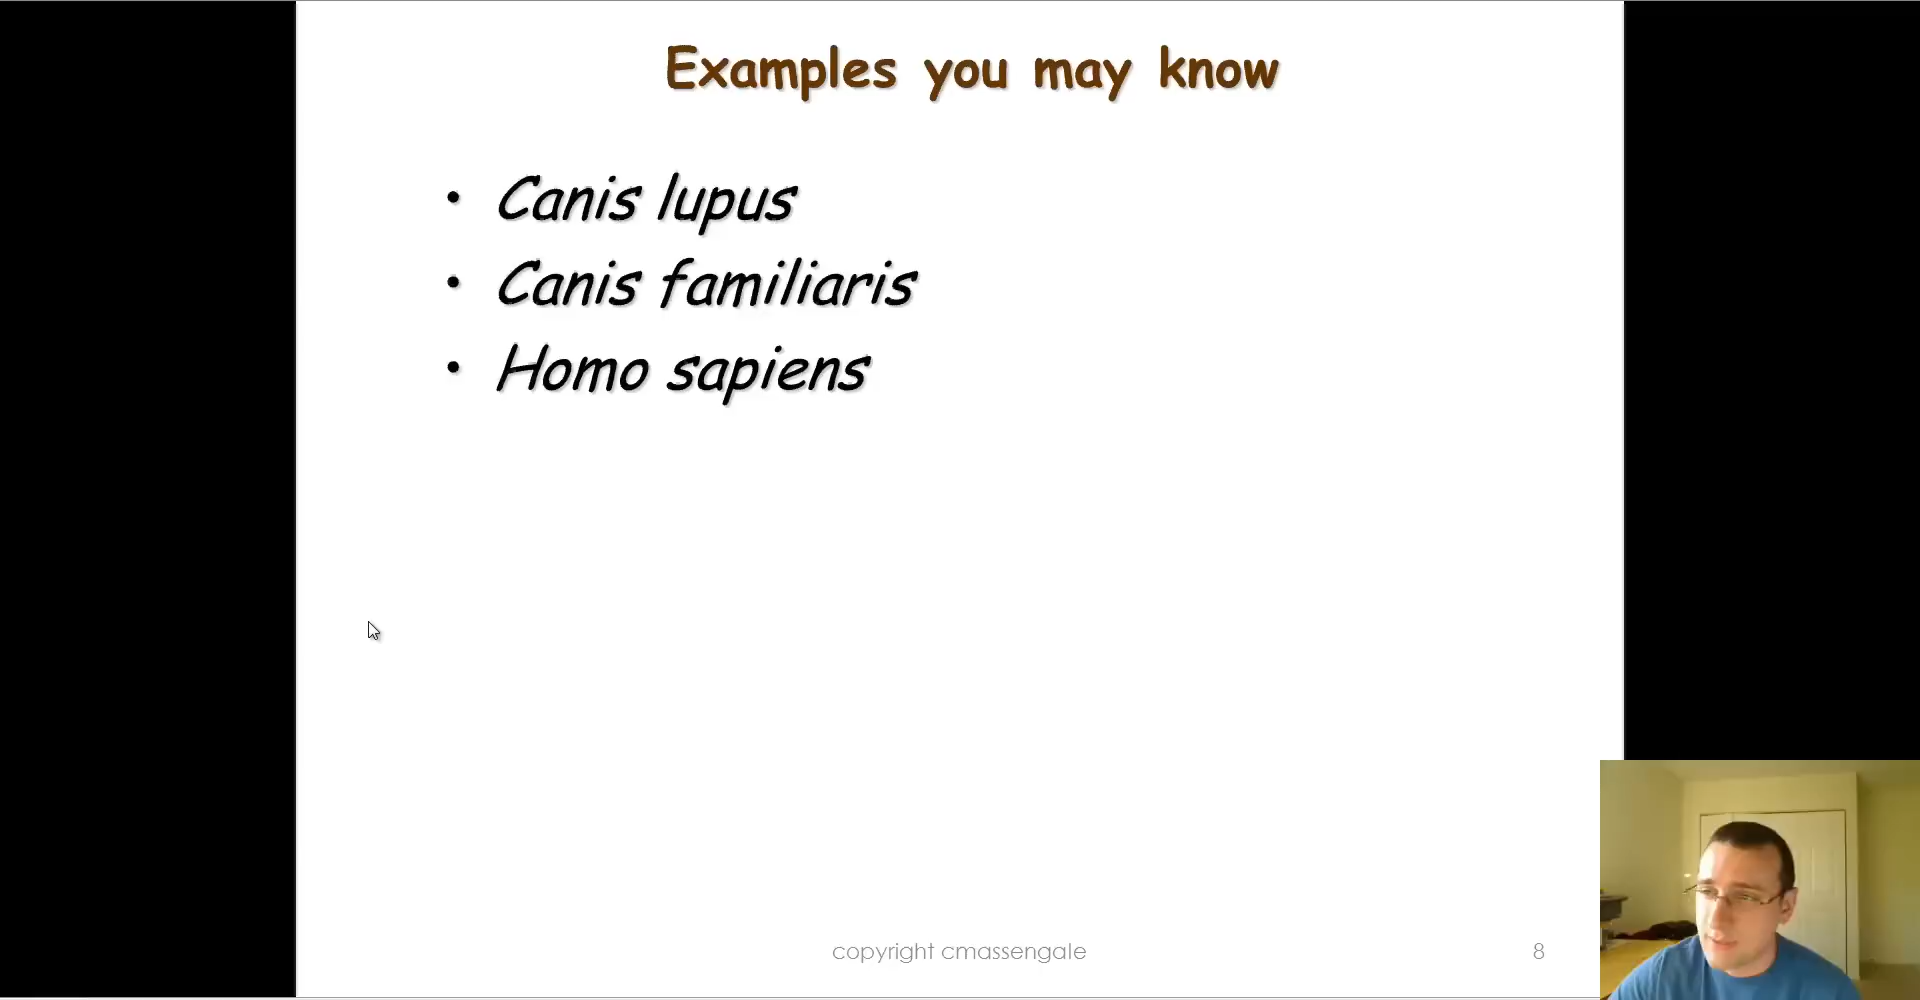 Examples you may know
• Canis lupus
• Canis familiaris
• Homo sapiens
copyright cmassengale
8